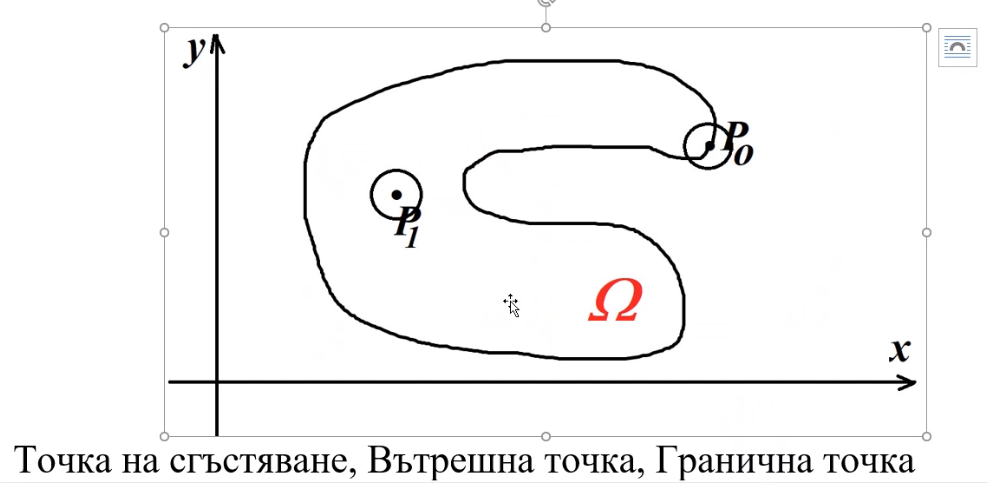 y
P₀
P₁
Ω
x
Точка на сгъстяване, Вътрешна точка, Гранична точка